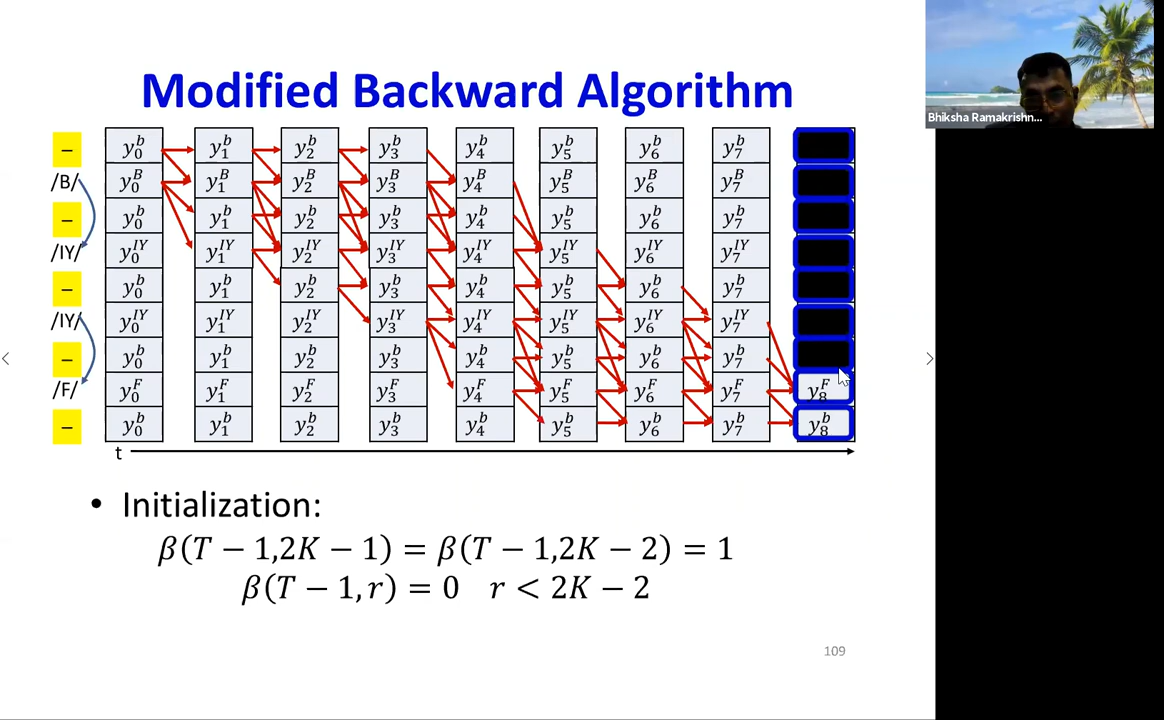 Modified Backward Algorithm
Bhiksha Ramakrishn...
– y_0^b y_1^b y_2^b y_3^b y_4^b y_5^b y_6^b y_7^b
/B/ y_0^B y_1^B y_2^B y_3^B y_4^B y_5^B y_6^B y_7^B
– y_0^b y_1^b y_2^b y_3^b y_4^b y_5^b y_6^b y_7^b
/IY/ y_0^{IY} y_1^{IY} y_2^{IY} y_3^{IY} y_4^{IY} y_5^{IY} y_6^{IY} y_7^{IY}
– y_0^b y_1^b y_2^b y_3^b y_4^b y_5^b y_6^b y_7^b
/IY/ y_0^{IY} y_1^{IY} y_2^{IY} y_3^{IY} y_4^{IY} y_5^{IY} y_6^{IY} y_7^{IY}
– y_0^b y_1^b y_2^b y_3^b y_4^b y_5^b y_6^b y_7^b
/F/ y_0^F y_1^F y_2^F y_3^F y_4^F y_5^F y_6^F y_7^F y_8^F
– y_0^b y_1^b y_2^b y_3^b y_4^b y_5^b y_6^b y_7^b y_8^b
t
• Initialization:
β(T − 1,2K − 1) = β(T − 1,2K − 2) = 1
β(T − 1, r) = 0 r < 2K − 2
109